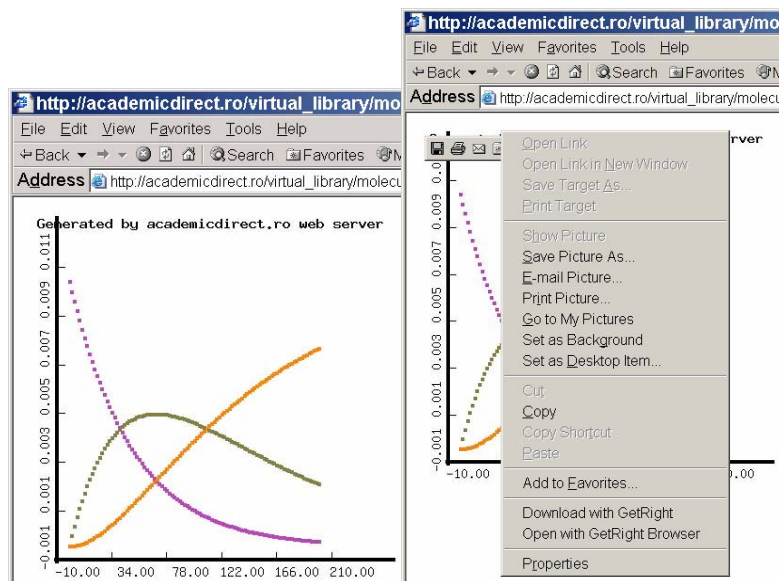 http://academicdirect.ro/virtual_library/mo
File Edit View Favorites Tools Help
Back Search Favorites M
Address http://academicdirect.ro/virtual_library/molecu
Generated by academicdirect.ro web server
0.011
0.009
0.007
0.005
0.003
0.001
-0.001
-10.00 34.00 78.00 122.00 166.00 210.00
http://academicdirect.ro/virtual_library/mo
File Edit View Favorites Tools Help
Back Search Favorites M
Address http://academicdirect.ro/virtual_library/molecu
erver
0.009
0.007
0.005
0.003
0.001
-0.001
-10.00 0.00
Open Link
Open Link in New Window
Save Target As...
Print Target
Show Picture
Save Picture As...
E-mail Picture...
Print Picture...
Go to My Pictures
Set as Background
Set as Desktop Item...
Cut
Copy
Copy Shortcut
Paste
Add to Favorites...
Download with GetRight
Open with GetRight Browser
Properties